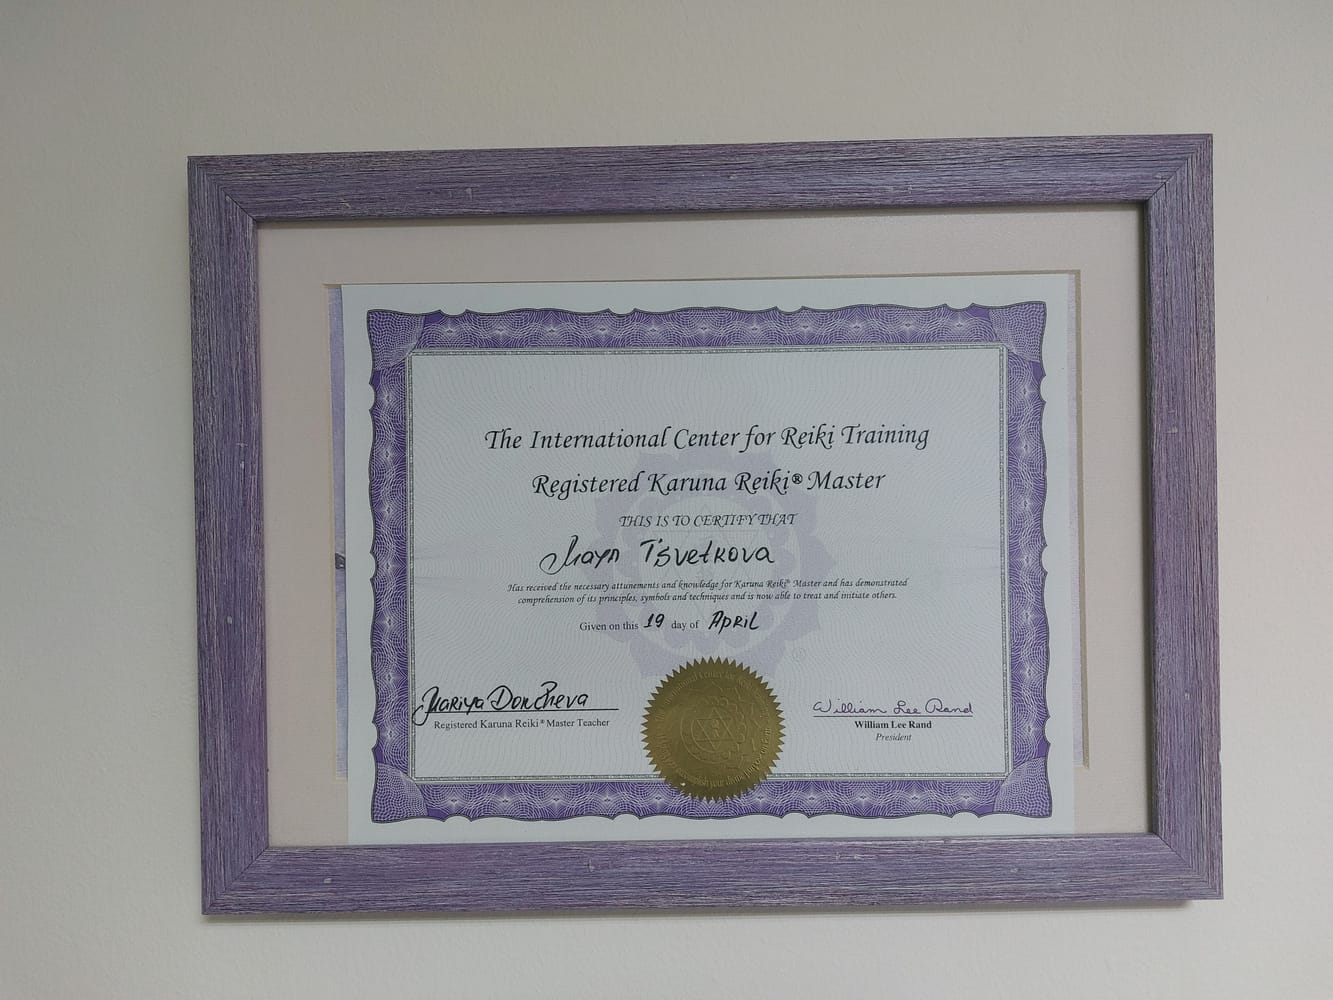 The International Center for Reiki Training
Registered Karuna Reiki® Master
THIS IS TO CERTIFY THAT
Tsvetkova
Has received the necessary attunements and knowledge for Karuna Reiki® Master and has demonstrated
comprehension of its principles, symbols and techniques and is now able to treat and initiate others.
Given on this 19 day of April
®
Mariya Doncheva
Registered Karuna Reiki® Master Teacher
William Lee Rand
William Lee Rand
President